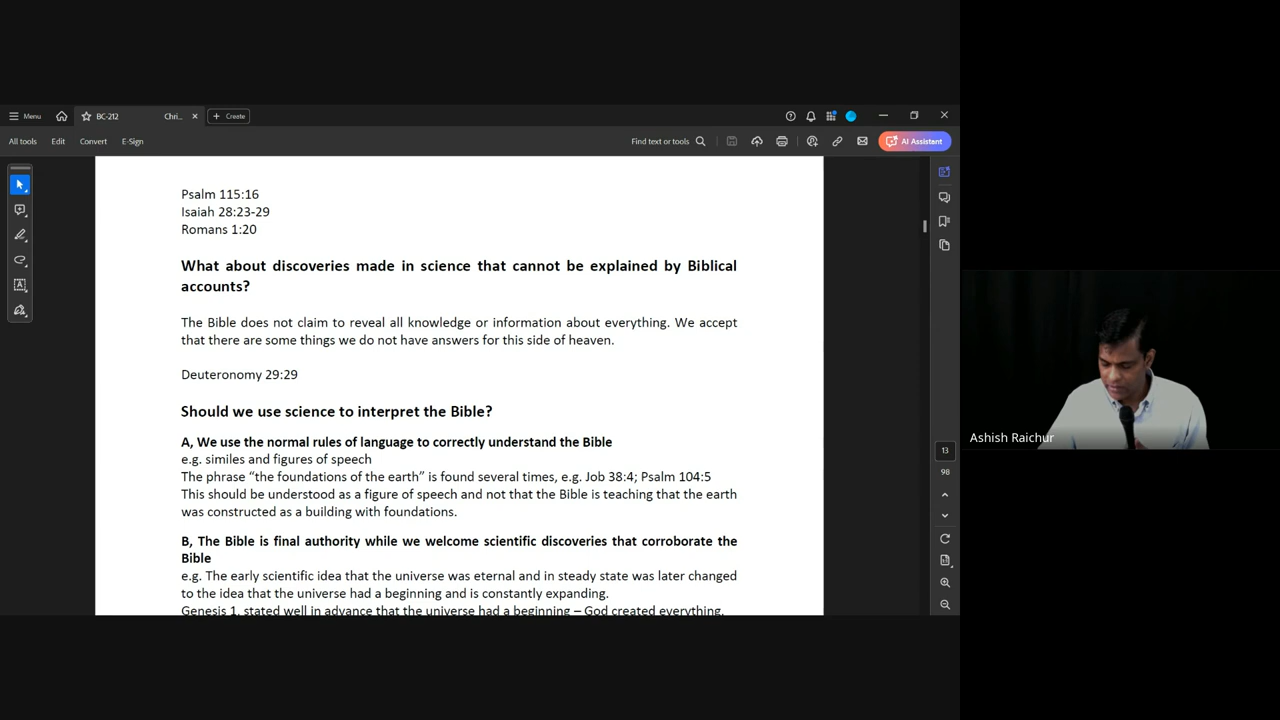 Menu
BC-212
Chri...
Create
All tools
Edit
Convert
E-Sign
Find text or tools
AI Assistant
Psalm 115:16
Isaiah 28:23-29
Romans 1:20
What about discoveries made in science that cannot be explained by Biblical
accounts?
The Bible does not claim to reveal all knowledge or information about everything. We accept
that there are some things we do not have answers for this side of heaven.
Deuteronomy 29:29
Should we use science to interpret the Bible?
A, We use the normal rules of language to correctly understand the Bible
e.g. similes and figures of speech
The phrase “the foundations of the earth” is found several times, e.g. Job 38:4; Psalm 104:5
This should be understood as a figure of speech and not that the Bible is teaching that the earth
was constructed as a building with foundations.
B, The Bible is final authority while we welcome scientific discoveries that corroborate the
Bible
e.g. The early scientific idea that the universe was eternal and in steady state was later changed
to the idea that the universe had a beginning and is constantly expanding.
Genesis 1, stated well in advance that the universe had a beginning – God created everything.
13
98
Ashish Raichur